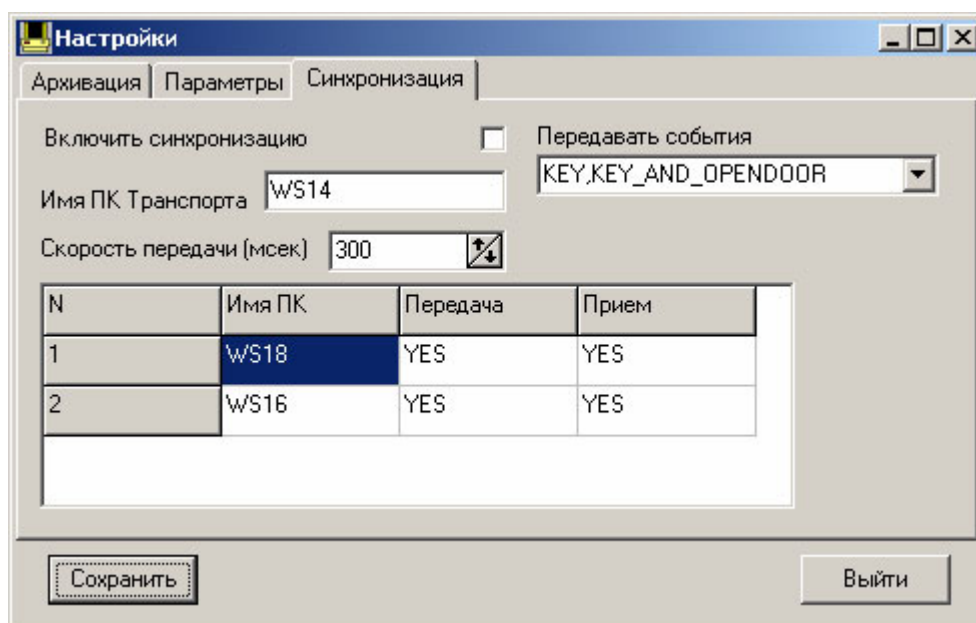 Настройки
Архивация Параметры Синхронизация
Включить синхронизацию
Передавать события
KEY,KEY_AND_OPENDOOR
Имя ПК Транспорта WS14
Скорость передачи (мсек) 300
N Имя ПК Передача Прием
1 WS18 YES YES
2 WS16 YES YES
Сохранить Выйти